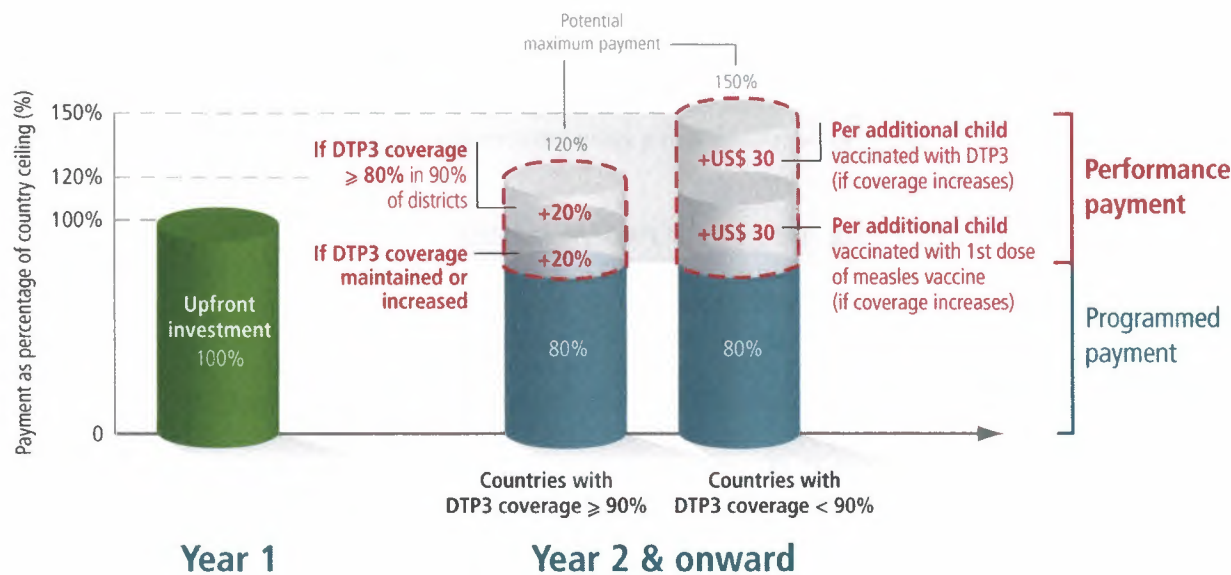 Potential
maximum payment
150%
120%
Payment as percentage of country ceiling (%)
150%
120%
100%
0
If DTP3 coverage
⩾ 80% in 90%
of districts
If DTP3 coverage
maintained or
increased
Upfront
investment
100%
+20%
+20%
80%
+US$ 30
+US$ 30
80%
Per additional child
vaccinated with DTP3
(if coverage increases)
Per additional child
vaccinated with 1st dose
of measles vaccine
(if coverage increases)
Performance
payment
Programmed
payment
Countries with
DTP3 coverage ⩾ 90%
Countries with
DTP3 coverage < 90%
Year 1
Year 2 & onward